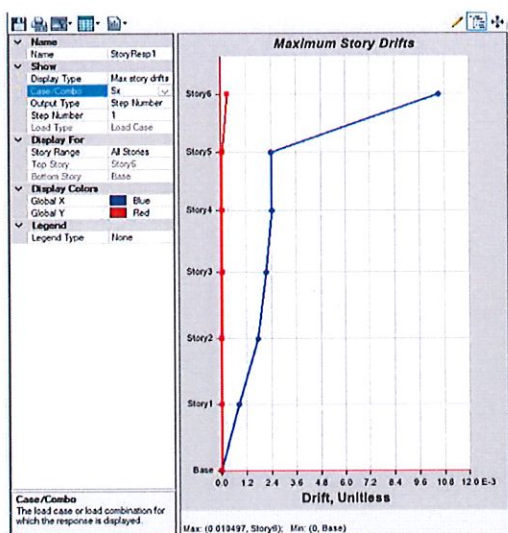 Name
Name StoryResp1
Show
Display Type Max story drifts
Case/Combo Sx
Output Type Step Number
Step Number 1
Load Type Load Case
Display For
Story Range All Stories
Top Story Story6
Bottom Story Base
Display Colors
Global X Blue
Global Y Red
Legend
Legend Type None
Case/Combo
The load case or load combination for
which the response is displayed.
Maximum Story Drifts
Story6
Story5
Story4
Story3
Story2
Story1
Base
0.0 1.2 2.4 3.6 4.8 6.0 7.2 8.4 9.6 10.8 12.0 E-3
Drift, Unitless
Max: (0.010497, Story6); Min: (0, Base)